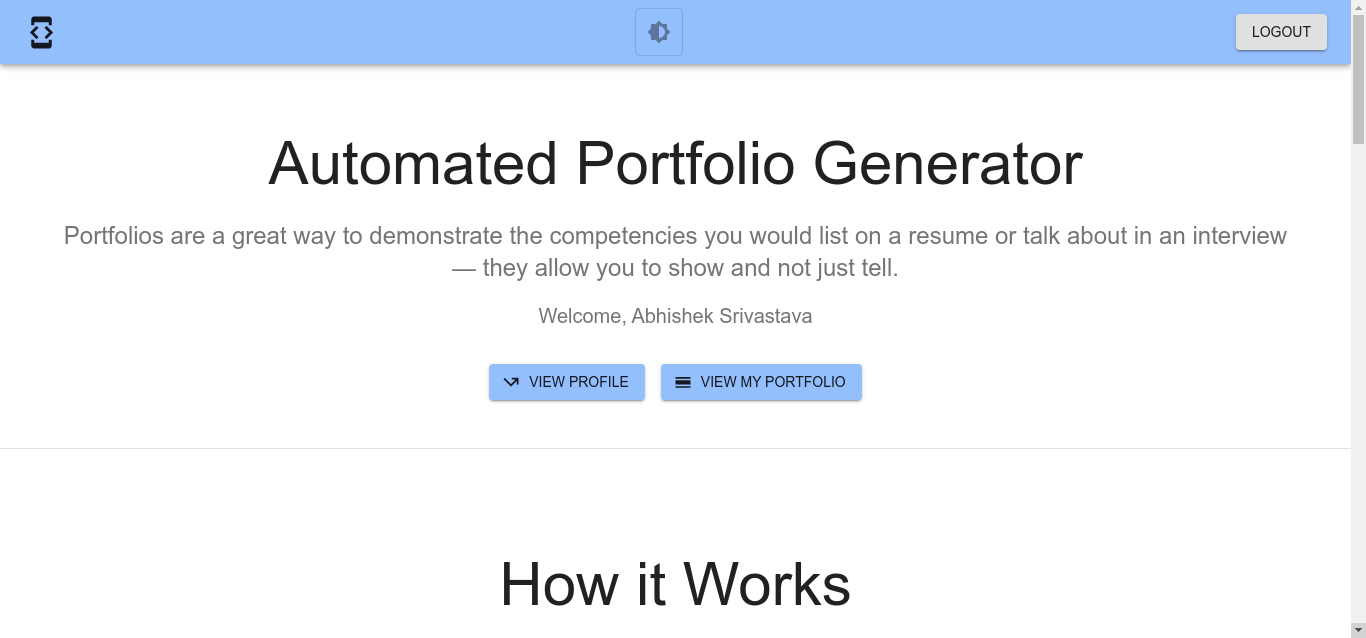 LOGOUT
Automated Portfolio Generator
Portfolios are a great way to demonstrate the competencies you would list on a resume or talk about in an interview
— they allow you to show and not just tell.
Welcome, Abhishek Srivastava
VIEW PROFILE
VIEW MY PORTFOLIO
How it Works